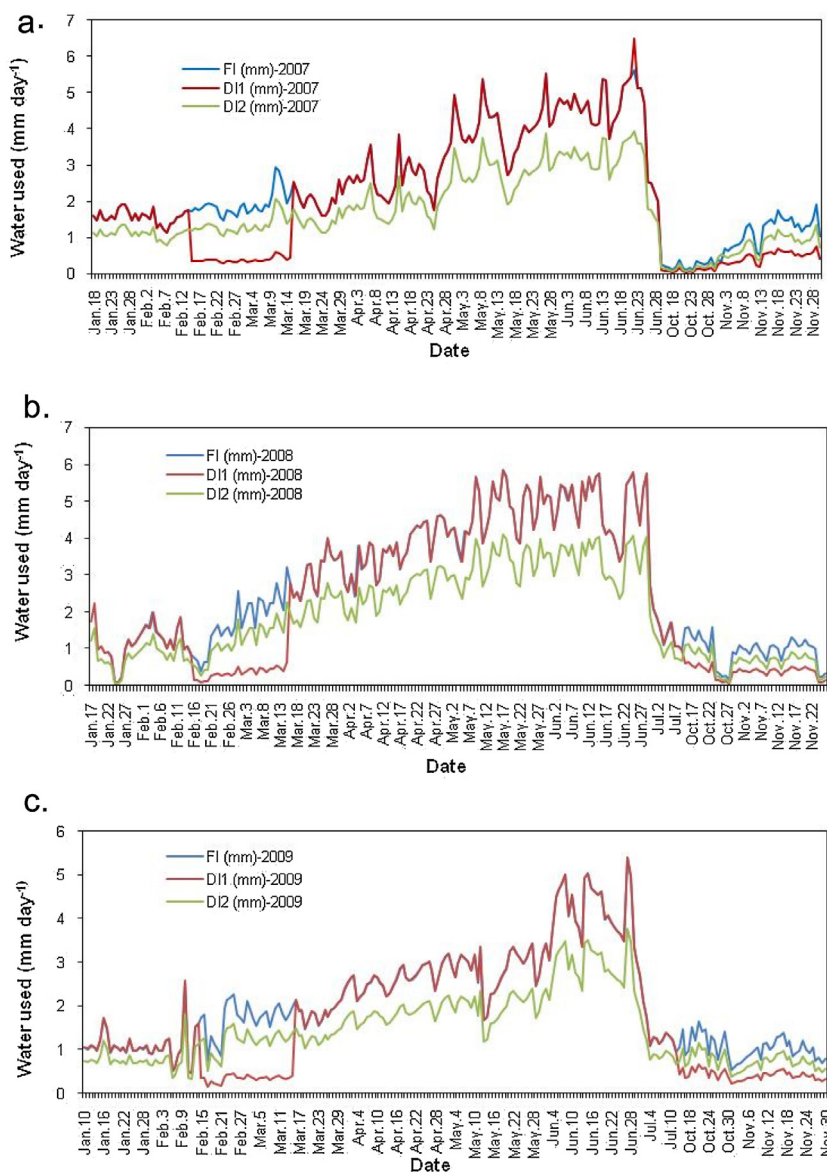 a.
7
6
5
4
3
2
1
0
Water used (mm day-1)
FI (mm)-2007
DI1 (mm)-2007
DI2 (mm)-2007
Jan.18 Jan.23 Jan.28 Feb.2 Feb.7 Feb.12 Feb.17 Feb.22 Feb.27 Mar.4 Mar.9 Mar.14 Mar.19 Mar.24 Mar.29 Apr.3 Apr.8 Apr.13 Apr.18 Apr.23 Apr.28 May.3 May.8 May.13 May.18 May.23 May.28 Jun.3 Jun.8 Jun.13 Jun.18 Jun.23 Jun.28 Oct. 18 Oct. 23 Oct. 28 Nov.3 Nov.8 Nov.13 Nov.18 Nov.23 Nov.28
Date
b.
7
6
5
4
3
2
1
0
Water used (mm day-1)
FI (mm)-2008
DI1 (mm)-2008
DI2 (mm)-2008
Jan.17 Jan.22 Jan.27 Feb.1 Feb.6 Feb.11 Feb.16 Feb.21 Feb.26 Mar.3 Mar.8 Mar.13 Mar.18 Mar.23 Mar.28 Apr.2 Apr.7 Apr.12 Apr.17 Apr.22 Apr.27 May.2 May.7 May.12 May.17 May.22 May.27 Jun.2 Jun.7 Jun.12 Jun.17 Jun.22 Jun.27 Jul.2 Jul.7 Oct.17 Oct.22 Oct.27 Nov.2 Nov.7 Nov.12 Nov.17 Nov.22
Date
c.
6
5
4
3
2
1
0
Water used (mm day-1)
FI (mm)-2009
DI1 (mm)-2009
DI2 (mm)-2009
Jan.10 Jan.16 Jan.22 Jan.28 Feb.3 Feb.9 Feb.15 Feb.21 Feb.27 Mar.5 Mar.11 Mar.17 Mar.23 Mar.29 Apr.4 Apr.10 Apr.16 Apr.22 Apr.28 May.4 May.10 May.16 May.22 May.28 Jun.4 Jun.10 Jun.16 Jun.22 Jun.28 Jul.4 Jul.10 Oct.18 Oct.24 Oct.30 Nov.6 Nov.12 Nov.18 Nov.24 Nov.30
Date